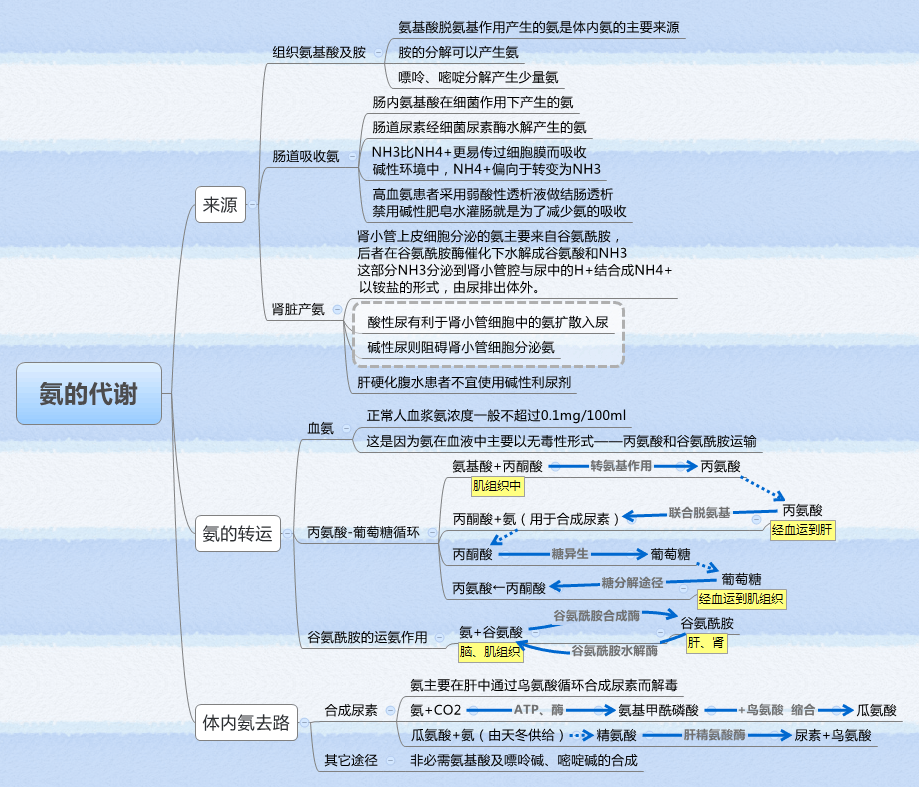 氨基酸脱氨基作用产生的氨是体内氨的主要来源
组织氨基酸及胺
胺的分解可以产生氨
嘌呤、嘧啶分解产生少量氨
肠内氨基酸在细菌作用下产生的氨
肠道尿素经细菌尿素酶水解产生的氨
肠道吸收氨
NH3比NH4+更易传过细胞膜而吸收
碱性环境中，NH4+偏向于转变为NH3
来源
高血氨患者采用弱酸性透析液做结肠透析
禁用碱性肥皂水灌肠就是为了减少氨的吸收
肾小管上皮细胞分泌的氨主要来自谷氨酰胺，
后者在谷氨酰胺酶催化下水解成谷氨酸和NH3
这部分NH3分泌到肾小管腔与尿中的H+结合成NH4+
以铵盐的形式，由尿排出体外。
肾脏产氨
酸性尿有利于肾小管细胞中的氨扩散入尿
碱性尿则阻碍肾小管细胞分泌氨
肝硬化腹水患者不宜使用碱性利尿剂
氨的代谢
血氨
正常人血浆氨浓度一般不超过0.1mg/100ml
这是因为氨在血液中主要以无毒性形式——丙氨酸和谷氨酰胺运输
氨基酸+丙酮酸 转氨基作用 丙氨酸
肌组织中
氨的转运
丙氨酸-葡萄糖循环
丙酮酸+氨（用于合成尿素） 联合脱氨基 丙氨酸
经血运到肝
丙酮酸 糖异生 葡萄糖
丙氨酸←丙酮酸 糖分解途径 葡萄糖
经血运到肌组织
谷氨酰胺的运氨作用
氨+谷氨酸 谷氨酰胺合成酶 谷氨酰胺
脑、肌组织 谷氨酰胺水解酶 肝、肾
体内氨去路
合成尿素
氨主要在肝中通过鸟氨酸循环合成尿素而解毒
氨+CO2 ATP、酶 氨基甲酰磷酸 +鸟氨酸 缩合 瓜氨酸
瓜氨酸+氨（由天冬供给） 精氨酸 肝精氨酸酶 尿素+鸟氨酸
其它途径
非必需氨基酸及嘌呤碱、嘧啶碱的合成